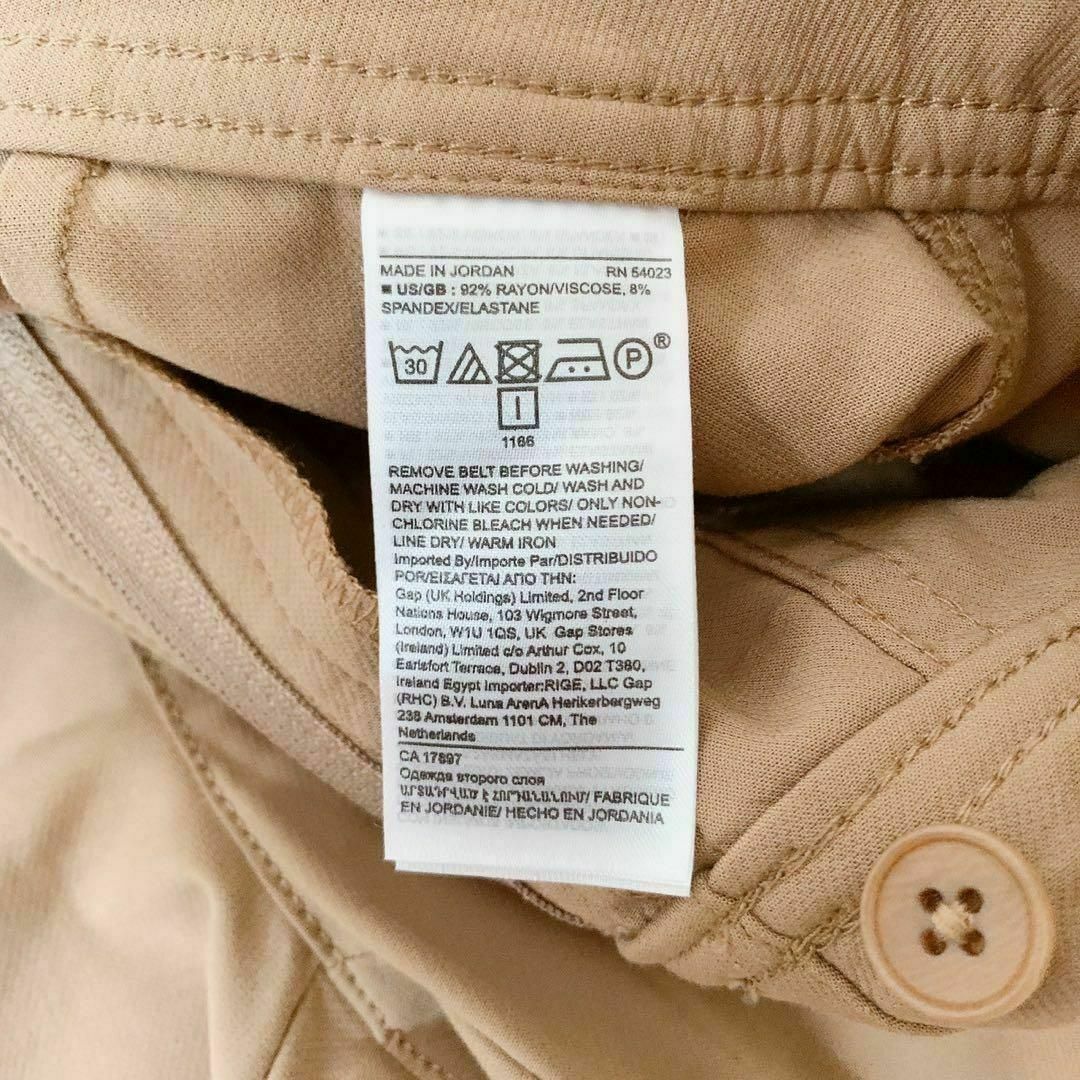 MADE IN JORDAN RN 54023
US/GB : 92% RAYON/VISCOSE, 8%
SPANDEX/ELASTANE
30 P®
1166
REMOVE BELT BEFORE WASHING/
MACHINE WASH COLD/ WASH AND
DRY WITH LIKE COLORS/ ONLY NON-
CHLORINE BLEACH WHEN NEEDED/
LINE DRY/ WARM IRON
Imported By/Importe Par/DISTRIBUIDO
POR/ΕΙΣΑΓΕΤΑΙ ΑΠΟ ΤΗΝ:
Gap (UK Holdings) Limited, 2nd Floor
Nations House, 103 Wigmore Street,
London, W1U 1QS, UK Gap Stores
(Ireland) Limited c/o Arthur Cox, 10
Earlsfort Terrace, Dublin 2, D02 T380,
Ireland Egypt Importer:RIGE, LLC Gap
(RHC) B.V. Luna ArenA Herikerbergweg
238 Amsterdam 1101 CM, The
Netherlands
CA 17897
Одежда второго слоя
ԱՐՏԱԴՐՎԱԾ Է ՀՈՐԴԱՆԱՆՈՒՄ/ FABRIQUE
EN JORDANIE/ HECHO EN JORDANIA